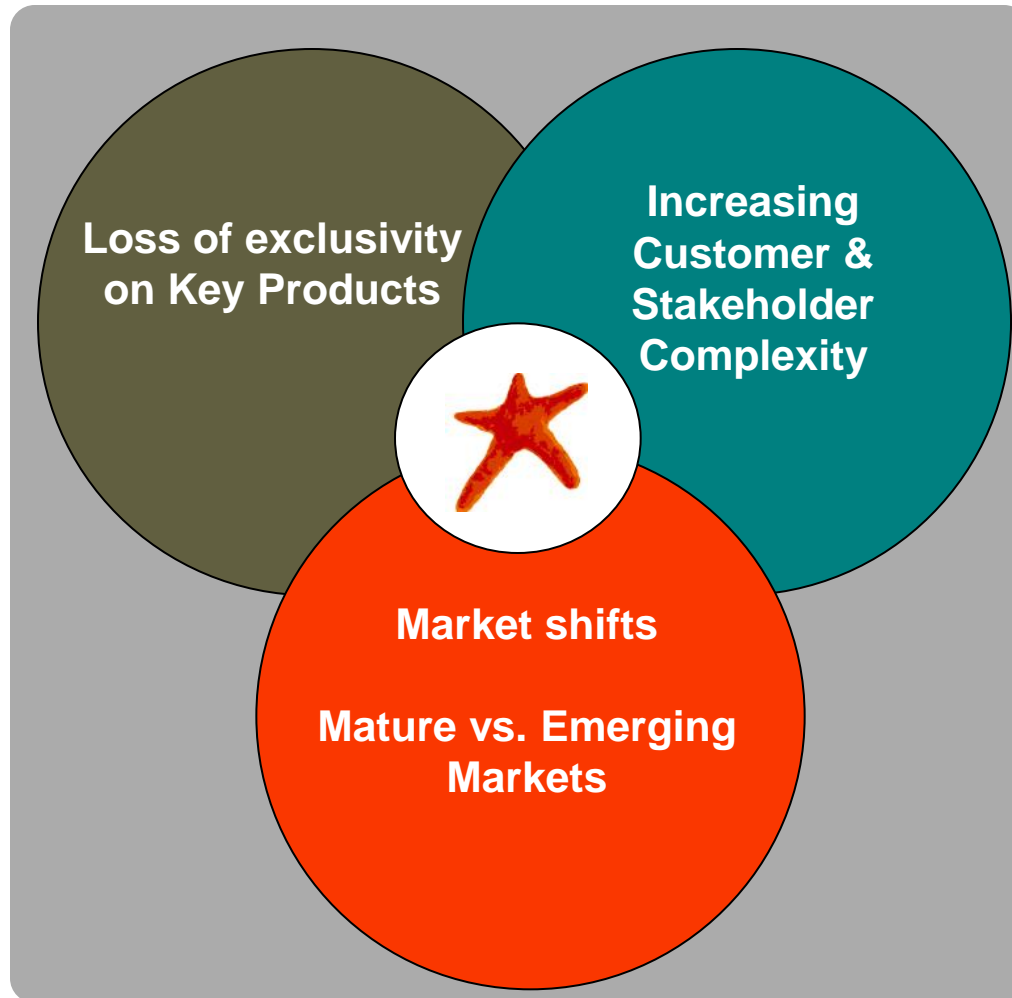 Loss of exclusivity
on Key Products
Increasing
Customer &
Stakeholder
Complexity
Market shifts
Mature vs. Emerging
Markets